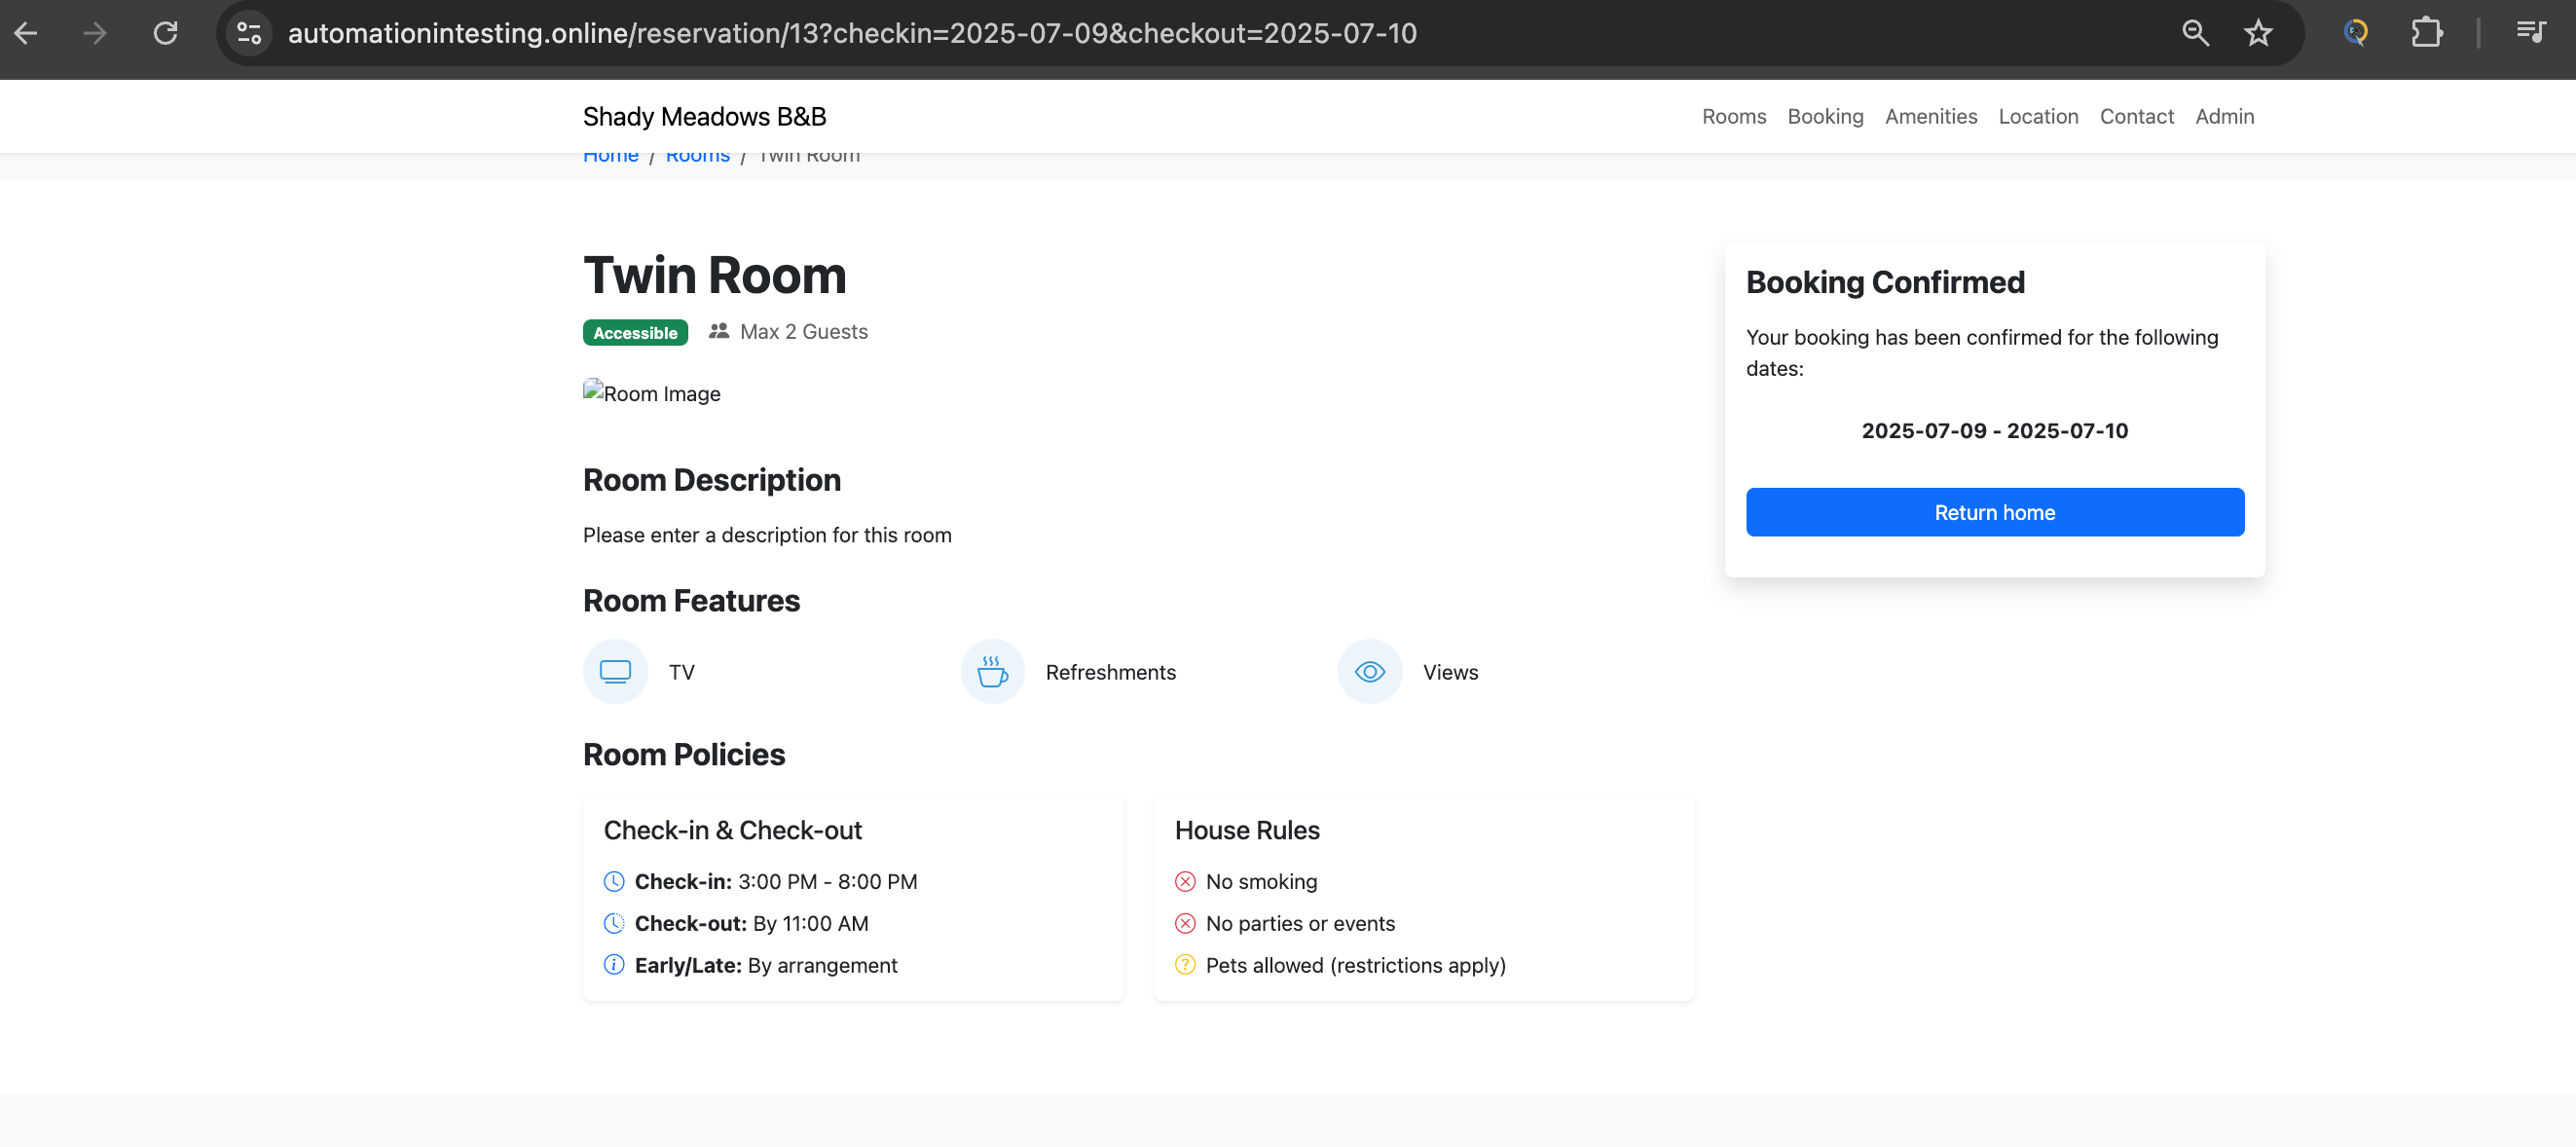 automationintesting.online/reservation/13?checkin=2025-07-09&checkout=2025-07-10
Shady Meadows B&B
Rooms Booking Amenities Location Contact Admin
Home / Rooms / Twin Room
Twin Room
Accessible Max 2 Guests
Room Image
Room Description
Please enter a description for this room
Room Features
TV Refreshments Views
Room Policies
Check-in & Check-out
Check-in: 3:00 PM - 8:00 PM
Check-out: By 11:00 AM
Early/Late: By arrangement
House Rules
No smoking
No parties or events
Pets allowed (restrictions apply)
Booking Confirmed
Your booking has been confirmed for the following
dates:
2025-07-09 - 2025-07-10
Return home